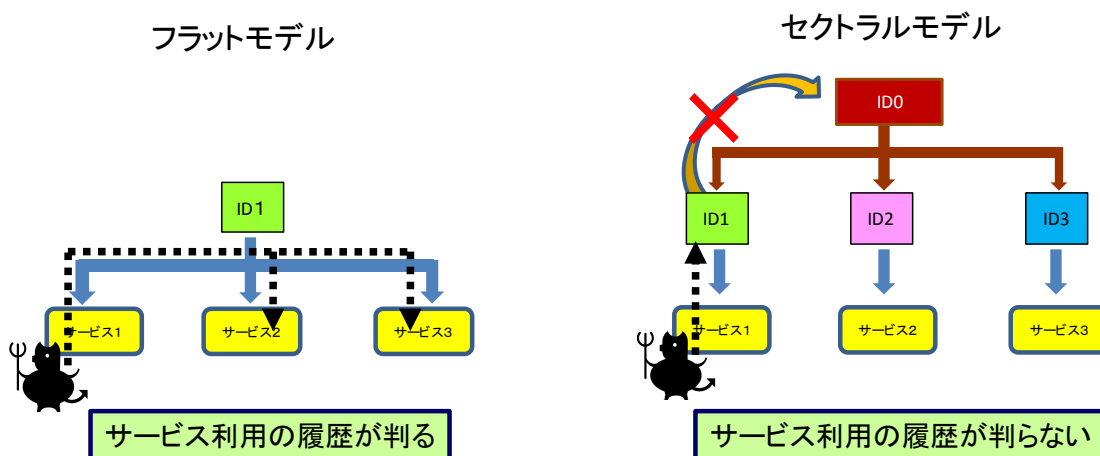 フラットモデル
ID1
サービス1
サービス2
サービス3
サービス利用の履歴が判る
セクトラルモデル
ID0
ID1
ID2
ID3
サービス1
サービス2
サービス3
サービス利用の履歴が判らない